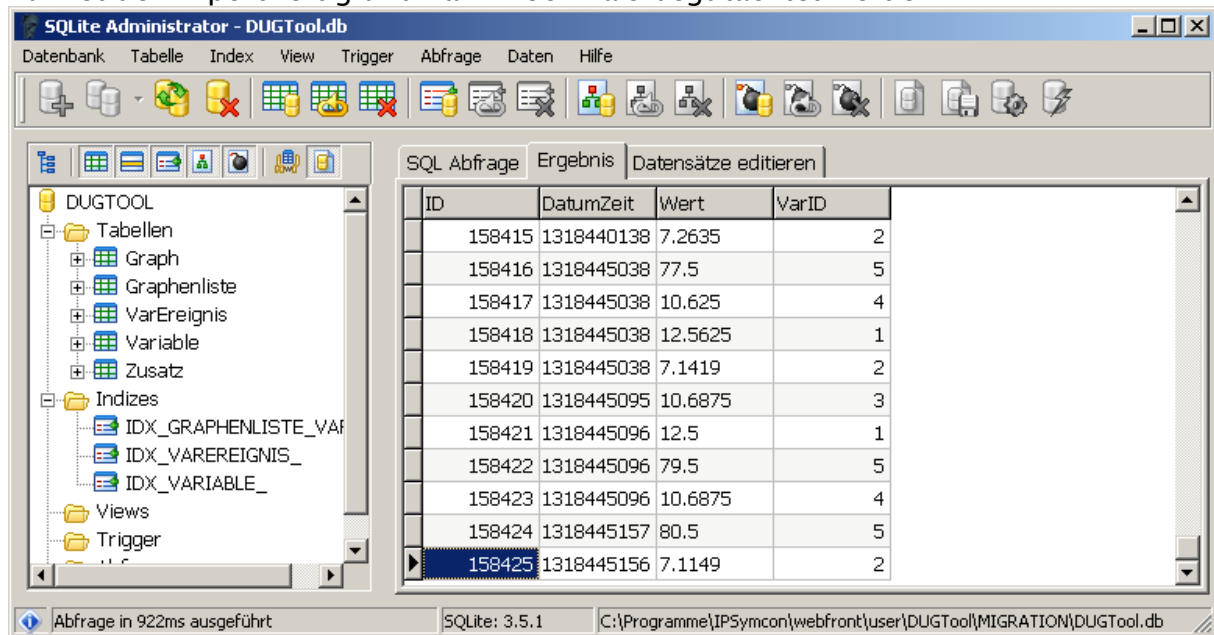 SQLite Administrator - DUGTool.db
Datenbank Tabelle Index View Trigger Abfrage Daten Hilfe
SQL Abfrage Ergebnis Datensätze editieren
DUGTOOL
Tabellen
Graph
Graphenliste
VarEreignis
Variable
Zusatz
Indizes
IDX_GRAPHENLISTE_VAR
IDX_VAREREIGNIS_
IDX_VARIABLE_
Views
Trigger
ID DatumZeit Wert VarID
158415 1318440138 7.2635 2
158416 1318445038 77.5 5
158417 1318445038 10.625 4
158418 1318445038 12.5625 1
158419 1318445038 7.1419 2
158420 1318445095 10.6875 3
158421 1318445096 12.5 1
158422 1318445096 79.5 5
158423 1318445096 10.6875 4
158424 1318445157 80.5 5
158425 1318445156 7.1149 2
Abfrage in 922ms ausgeführt SQLite: 3.5.1 C:\Programme\IPSymcon\webfront\user\DUGTool\MIGRATION\DUGTool.db